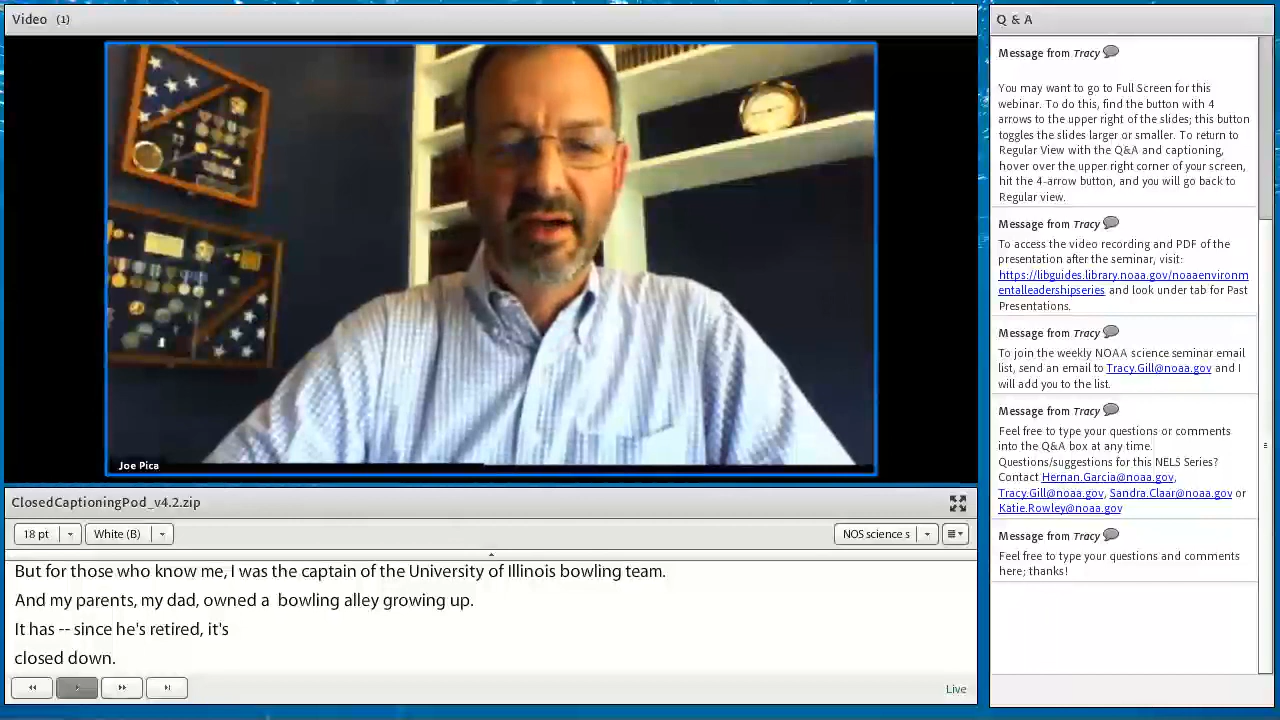 Video (1)
Joe Pica
ClosedCaptioningPod_v4.2.zip
18 pt
White (B)
NOS science s
But for those who know me, I was the captain of the University of Illinois bowling team.
And my parents, my dad, owned a  bowling alley growing up.
It has -- since he's retired, it's
closed down.
Live
Q & A
Message from Tracy
You may want to go to Full Screen for this
webinar. To do this, find the button with 4
arrows to the upper right of the slides; this button
toggles the slides larger or smaller. To return to
Regular View with the Q&A and captioning,
hover over the upper right corner of your screen,
hit the 4-arrow button, and you will go back to
Regular view.
Message from Tracy
To access the video recording and PDF of the
presentation after the seminar, visit:
https://libguides.library.noaa.gov/noaaenvironm
entalleadershipseries and look under tab for Past
Presentations.
Message from Tracy
To join the weekly NOAA science seminar email
list, send an email to Tracy.Gill@noaa.gov and I
will add you to the list.
Message from Tracy
Feel free to type your questions or comments
into the Q&A box at any time.
Questions/suggestions for this NELS Series?
Contact Hernan.Garcia@noaa.gov,
Tracy.Gill@noaa.gov, Sandra.Claar@noaa.gov or
Katie.Rowley@noaa.gov
Message from Tracy
Feel free to type your questions and comments
here; thanks!